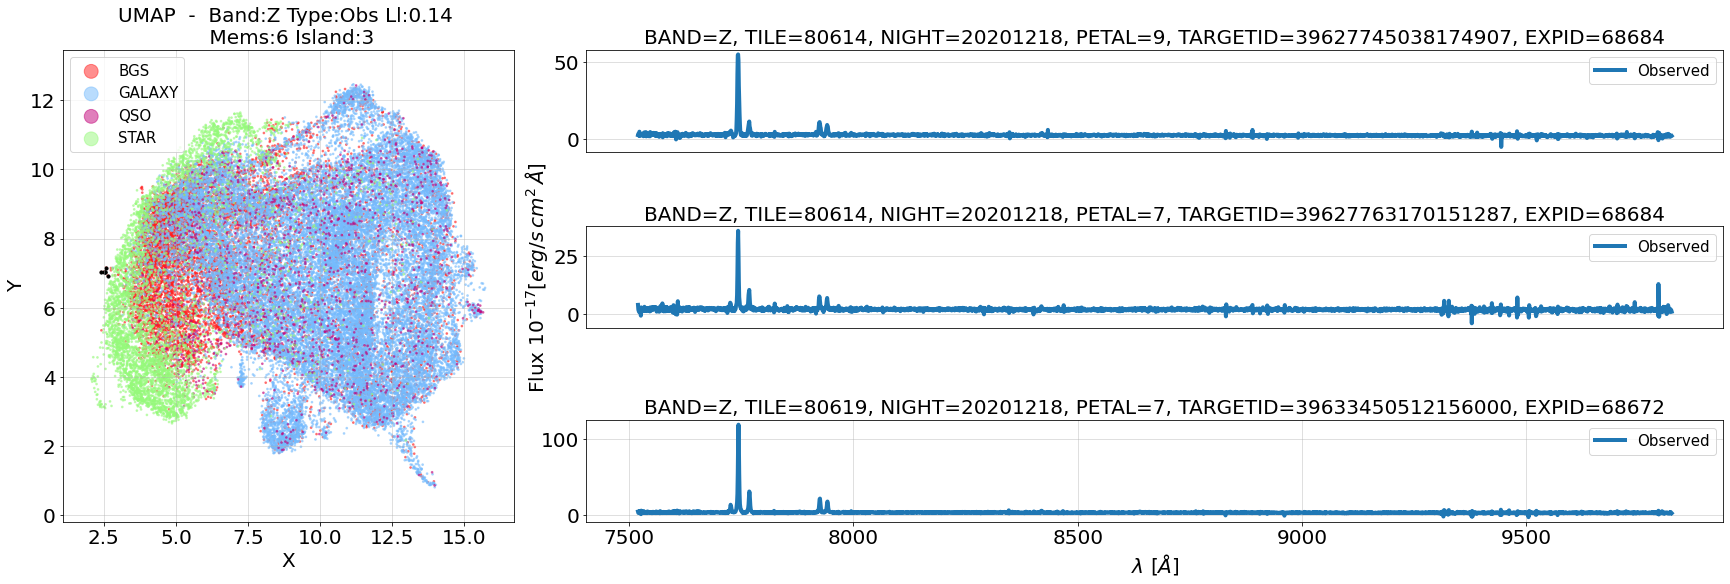 UMAP - Band:Z Type:Obs Ll:0.14
Mems:6 Island:3
BGS
GALAXY
QSO
STAR
Y
12
10
8
6
4
2
0
2.5 5.0 7.5 10.0 12.5 15.0
X
Flux 10⁻¹⁷[erg/s cm² Å]
BAND=Z, TILE=80614, NIGHT=20201218, PETAL=9, TARGETID=39627745038174907, EXPID=68684
Observed
50
0
BAND=Z, TILE=80614, NIGHT=20201218, PETAL=7, TARGETID=39627763170151287, EXPID=68684
Observed
25
0
BAND=Z, TILE=80619, NIGHT=20201218, PETAL=7, TARGETID=39633450512156000, EXPID=68672
Observed
100
0
7500 8000 8500 9000 9500
λ [Å]